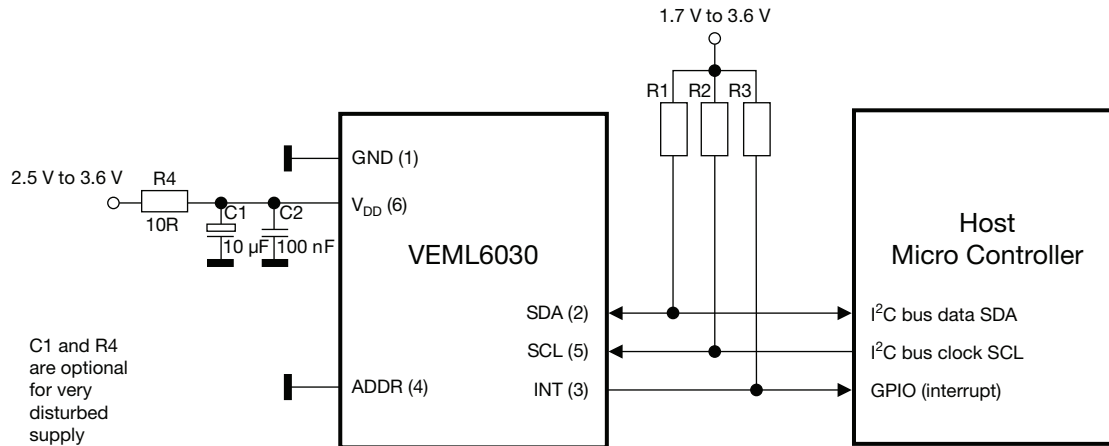 1.7 V to 3.6 V
R1
R2
R3
GND (1)
2.5 V to 3.6 V
R4
10R
C1
10 µF
C2
100 nF
V_DD (6)
VEML6030
Host
Micro Controller
SDA (2)
I²C bus data SDA
SCL (5)
I²C bus clock SCL
ADDR (4)
INT (3)
GPIO (interrupt)
C1 and R4
are optional
for very
disturbed
supply